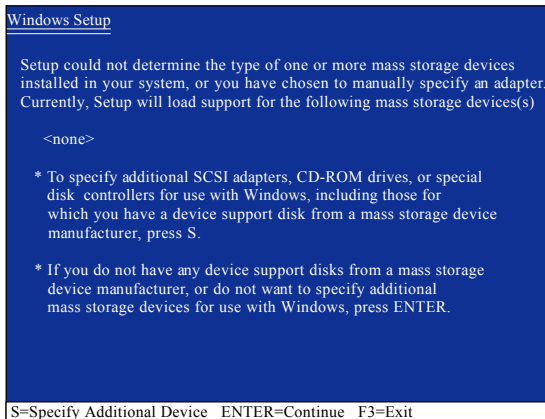 Windows Setup
Setup could not determine the type of one or more mass storage devices
installed in your system, or you have chosen to manually specify an adapter.
Currently, Setup will load support for the following mass storage devices(s)
<none>
* To specify additional SCSI adapters, CD-ROM drives, or special
disk controllers for use with Windows, including those for
which you have a device support disk from a mass storage device
manufacturer, press S.
* If you do not have any device support disks from a mass storage
device manufacturer, or do not want to specify additional
mass storage devices for use with Windows, press ENTER.
S=Specify Additional Device ENTER=Continue F3=Exit